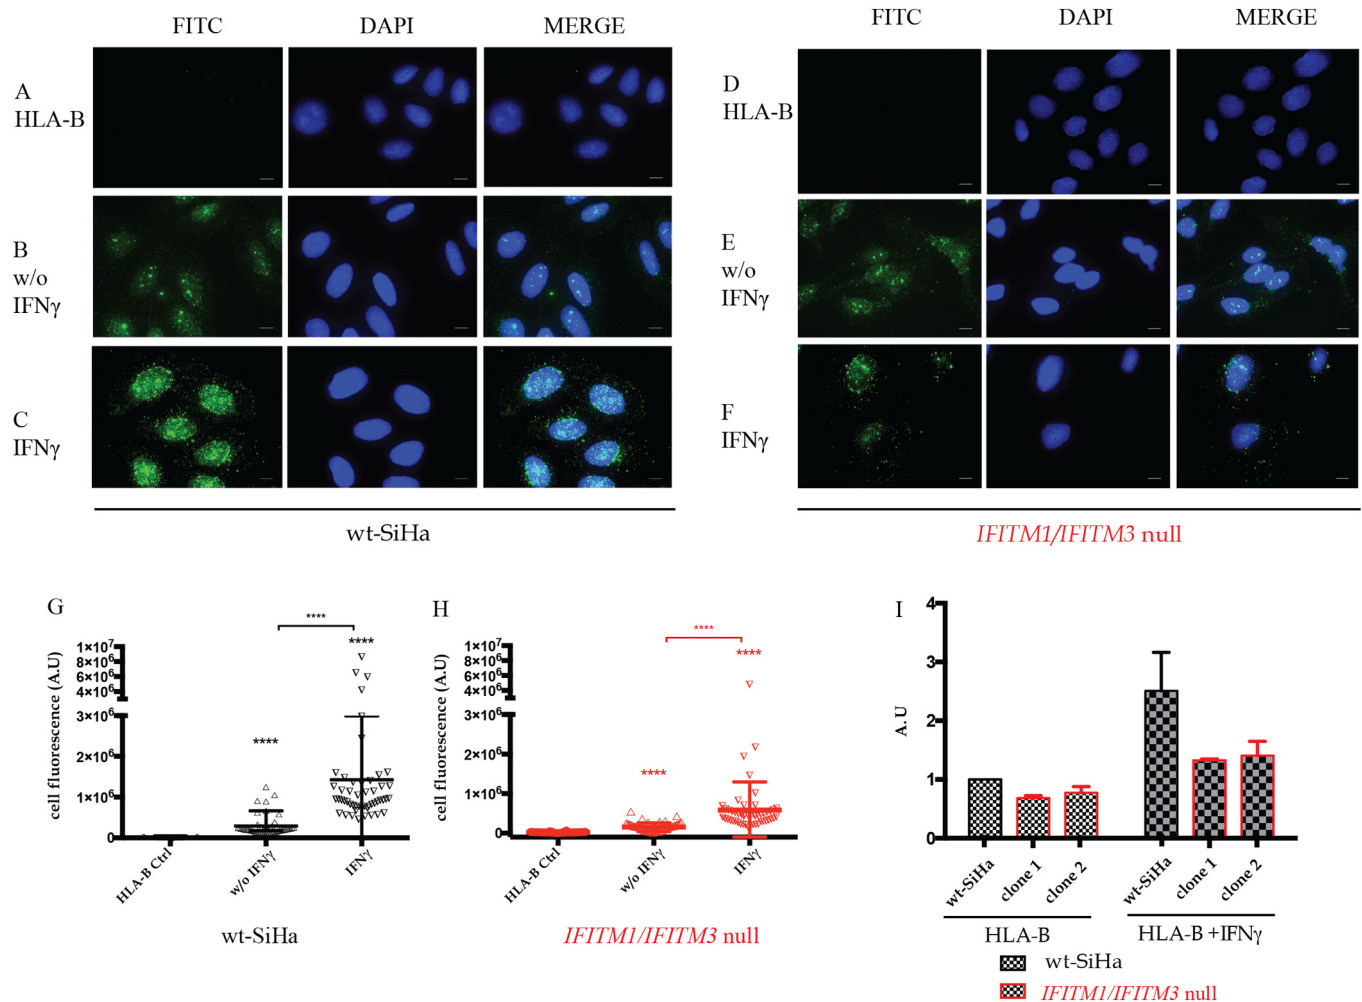 FITC DAPI MERGE
A
HLA-B
B
w/o
IFNγ
C
IFNγ
wt-SiHa
FITC DAPI MERGE
D
HLA-B
E
w/o
IFNγ
F
IFNγ
IFITM1/IFITM3 null
G
****
****
****
cell fluorescence (A.U)
1×10⁷
8×10⁶
6×10⁶
4×10⁶
3×10⁶
2×10⁶
1×10⁶
0
HLA-B Ctrl
w/o IFNγ
IFNγ
wt-SiHa
H
****
****
****
cell fluorescence (A.U)
1×10⁷
8×10⁶
6×10⁶
4×10⁶
3×10⁶
2×10⁶
1×10⁶
0
HLA-B Ctrl
w/o IFNγ
IFNγ
IFITM1/IFITM3 null
I
A. U
4
3
2
1
0
wt-SiHa
clone 1
clone 2
wt-SiHa
clone 1
clone 2
HLA-B
HLA-B +IFNγ
wt-SiHa
IFITM1/IFITM3 null